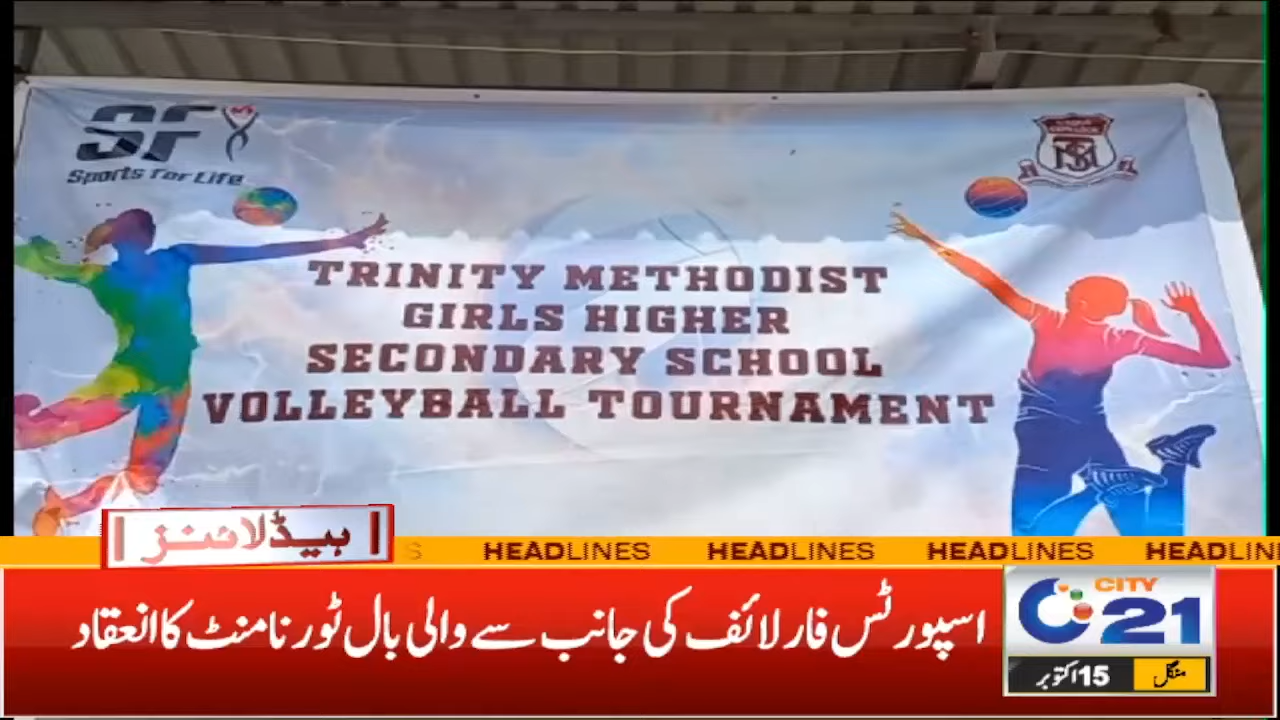 SF
Sports for Life
TRINITY METHODIST
GIRLS HIGHER
SECONDARY SCHOOL
VOLLEYBALL TOURNAMENT
ہیڈلائنز
HEADLINES HEADLINES HEADLINES HEADLIN
اسپورٹس فار لائف کی جانب سے والی بال ٹورنامنٹ کا انعقاد
CITY
21
منگل 15 اکتوبر